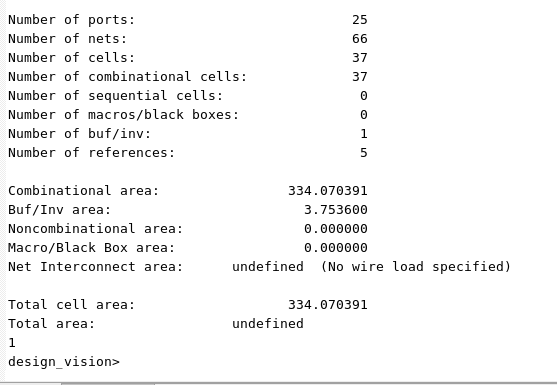 Number of ports:                           25
Number of nets:                            66
Number of cells:                           37
Number of combinational cells:             37
Number of sequential cells:                 0
Number of macros/black boxes:               0
Number of buf/inv:                          1
Number of references:                       5

Combinational area:                334.070391
Buf/Inv area:                        3.753600
Noncombinational area:               0.000000
Macro/Black Box area:                0.000000
Net Interconnect area:      undefined  (No wire load specified)

Total cell area:                   334.070391
Total area:                 undefined
1
design_vision>